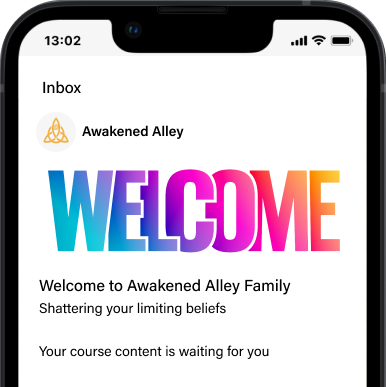 13:02
Inbox
Awakened Alley
WELCOME
Welcome to Awakened Alley Family
Shattering your limiting beliefs
Your course content is waiting for you